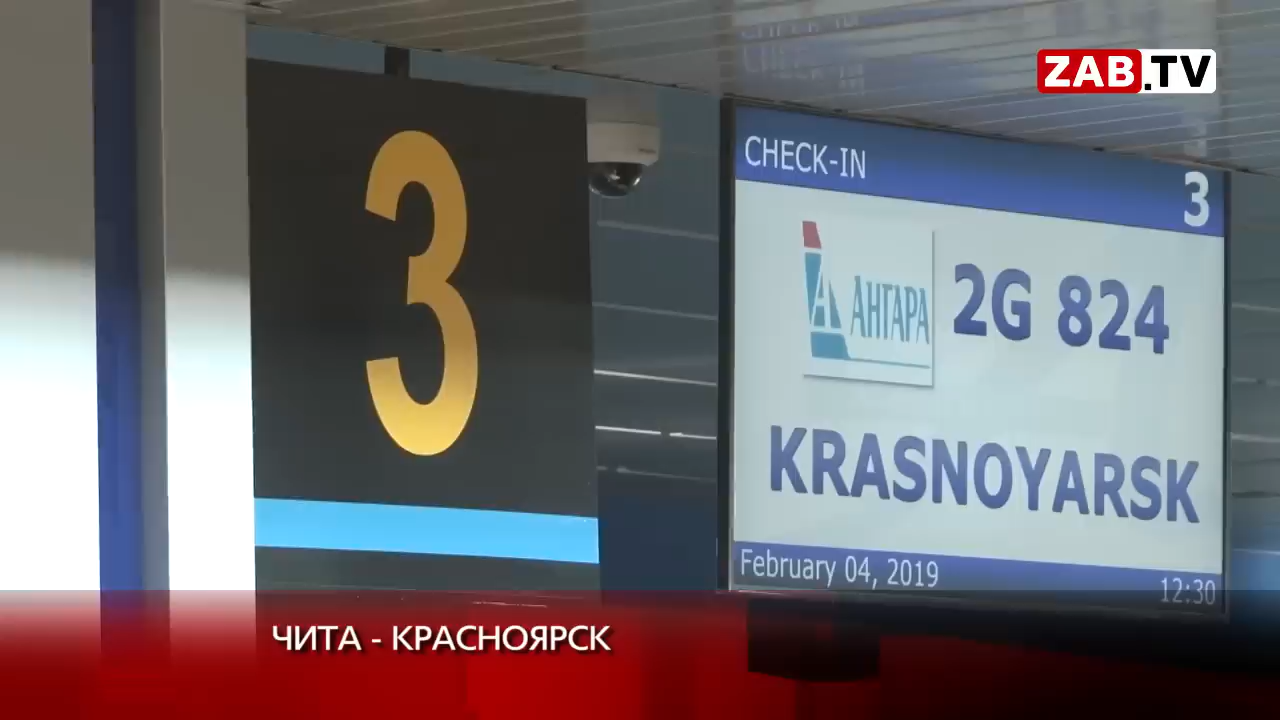 ZAB.TV
3
CHECK-IN
3
АНГАРА
2G 824
KRASNOYARSK
February 04, 2019
12:30
ЧИТА - КРАСНОЯРСК